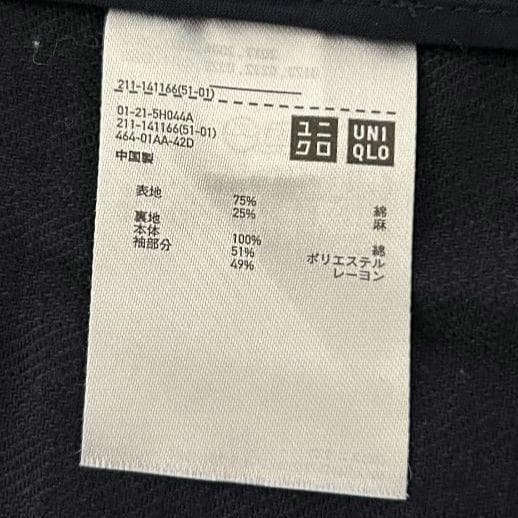 211-141166(51-01)
01-21-5H044A
211-141166(51-01)
464-01AA-42D
中国製
ユニ
クロ
UNI
QLO
表地 75% 綿
25% 麻
裏地
本体 100% 綿
袖部分 51% ポリエステル
49% レーヨン